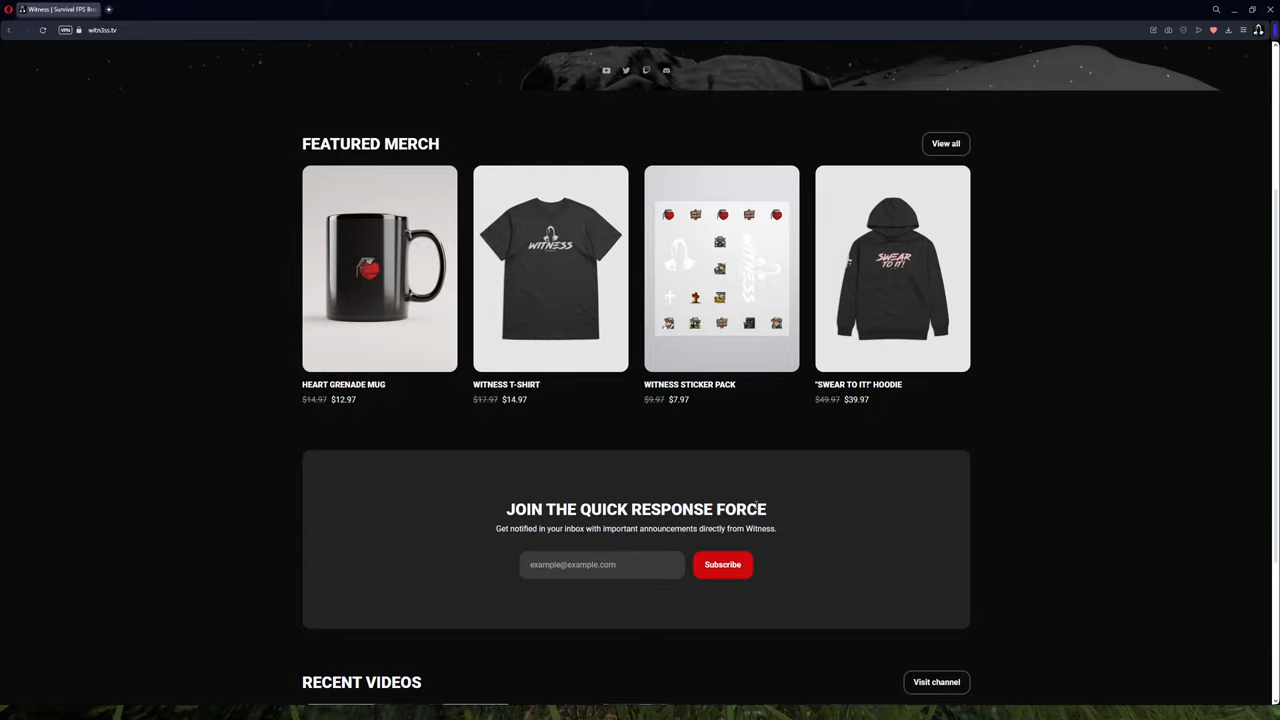 Witness | Survival FPS Bro
VPN
witn3ss.tv
FEATURED MERCH
View all
WITNESS
WITNESS
SWEAR
TO IT!
HEART GRENADE MUG
$14.97 $12.97
WITNESS T-SHIRT
$17.97 $14.97
WITNESS STICKER PACK
$9.97 $7.97
"SWEAR TO IT!" HOODIE
$49.97 $39.97
JOIN THE QUICK RESPONSE FORCE
Get notified in your inbox with important announcements directly from Witness.
example@example.com
Subscribe
RECENT VIDEOS
Visit channel